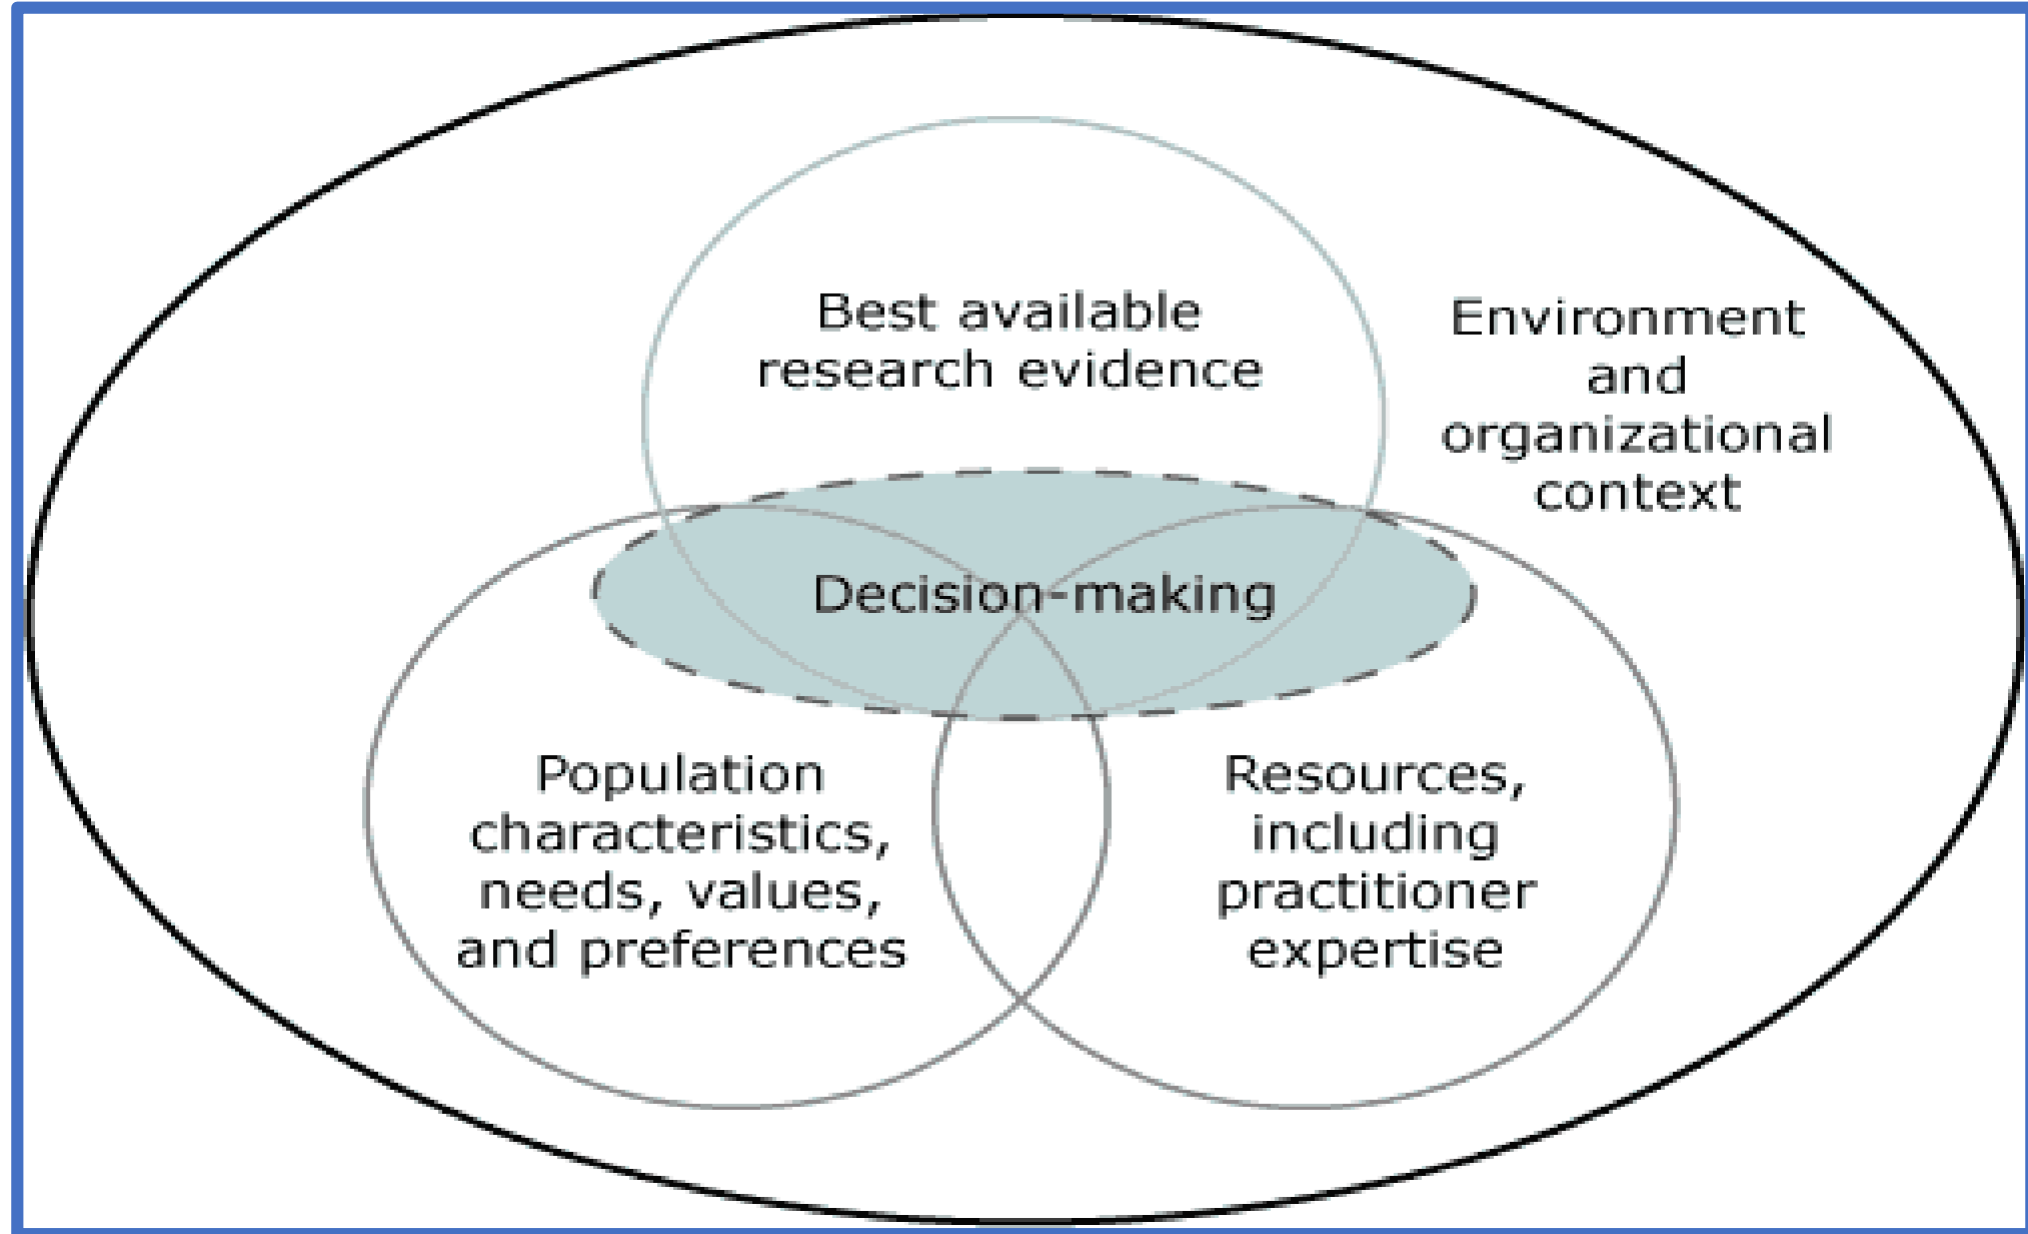 Best available
research evidence
Environment
and
organizational
context
Decision-making
Population
characteristics,
needs, values,
and preferences
Resources,
including
practitioner
expertise